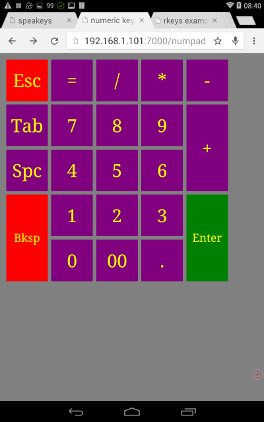 99 08:40
speakeys numeric key rkeys examp
192.168.1.101:7000/numpad
Esc = / * -
Tab 7 8 9
+
Spc 4 5 6
1 2 3
Bksp Enter
0 00 .